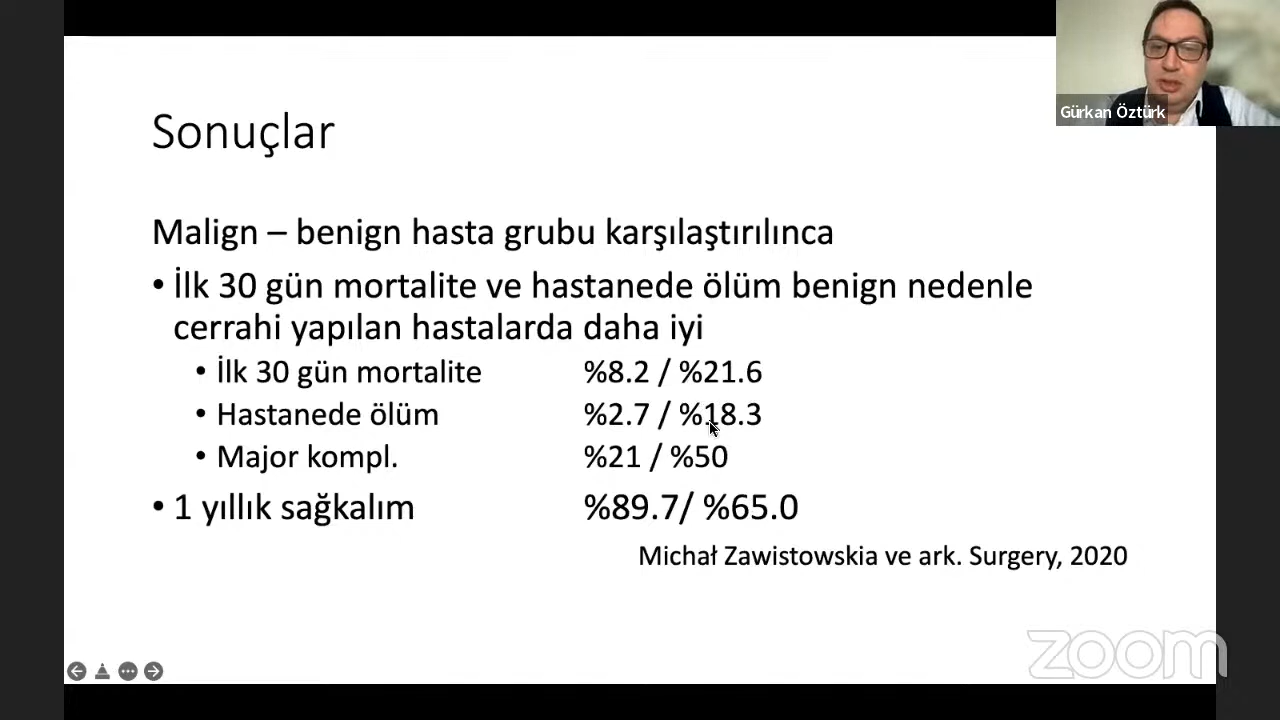 Gürkan Öztürk
Sonuçlar
Malign – benign hasta grubu karşılaştırılınca
• İlk 30 gün mortalite ve hastanede ölüm benign nedenle
cerrahi yapılan hastalarda daha iyi
• İlk 30 gün mortalite %8.2 / %21.6
• Hastanede ölüm %2.7 / %18.3
• Major kompl. %21 / %50
• 1 yıllık sağkalım %89.7/ %65.0
Michał Zawistowskia ve ark. Surgery, 2020
zoom